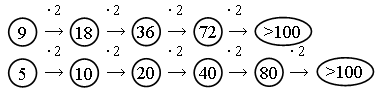 · 2 · 2 · 2 · 2
9 → 18 → 36 → 72 → >100
· 2 · 2 · 2 · 2 · 2
5 → 10 → 20 → 40 → 80 → >100